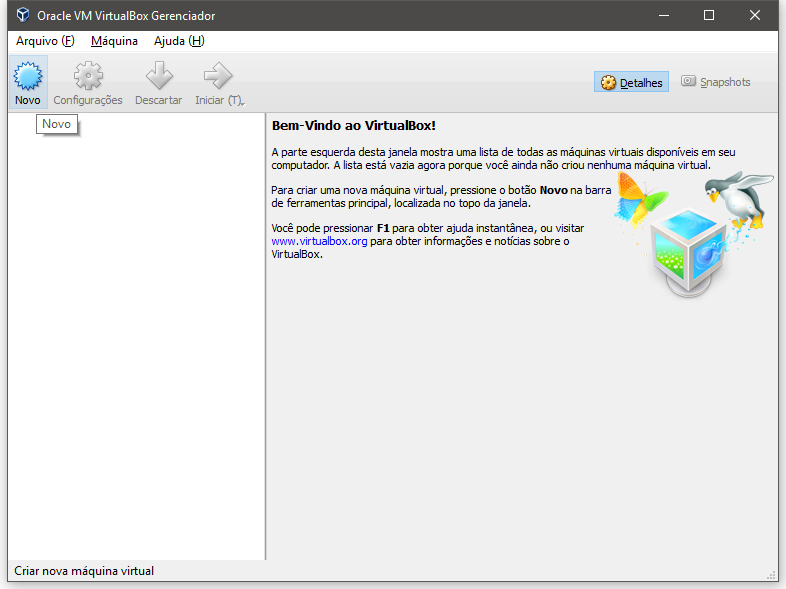 Oracle VM VirtualBox Gerenciador
Arquivo (F) Máquina Ajuda (H)
Novo Configurações Descartar Iniciar (T) Detalhes Snapshots
Novo
Bem-Vindo ao VirtualBox!
A parte esquerda desta janela mostra uma lista de todas as máquinas virtuais disponíveis em seu
computador. A lista está vazia agora porque você ainda não criou nenhuma máquina virtual.
Para criar uma nova máquina virtual, pressione o botão Novo na barra
de ferramentas principal, localizada no topo da janela.
Você pode pressionar F1 para obter ajuda instantânea, ou visitar
www.virtualbox.org para obter informações e notícias sobre o
VirtualBox.
Criar nova máquina virtual